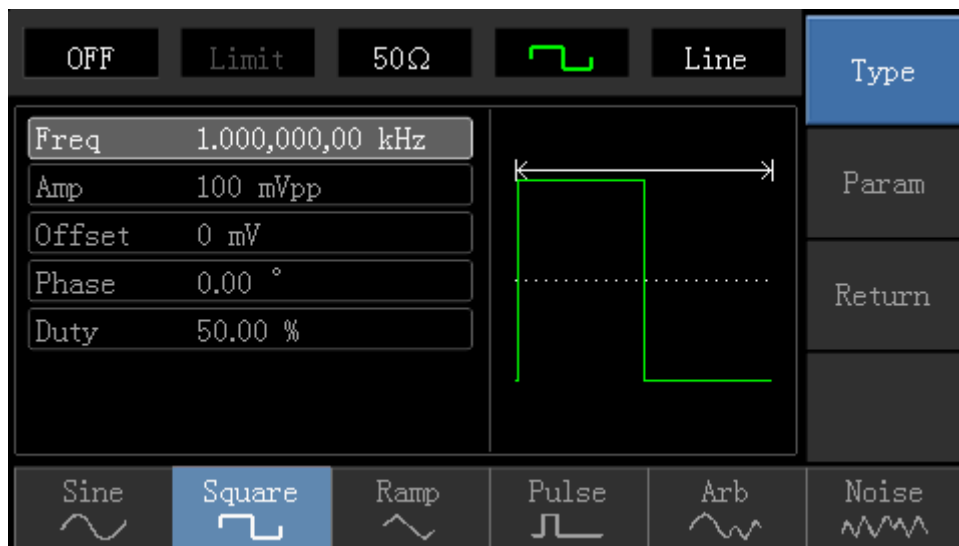 OFF Limit 50Ω Line
Type
Freq 1.000,000,00 kHz
Amp 100 mVpp
Param
Offset 0 mV
Phase 0.00 °
Return
Duty 50.00 %
Sine Square Ramp Pulse Arb Noise